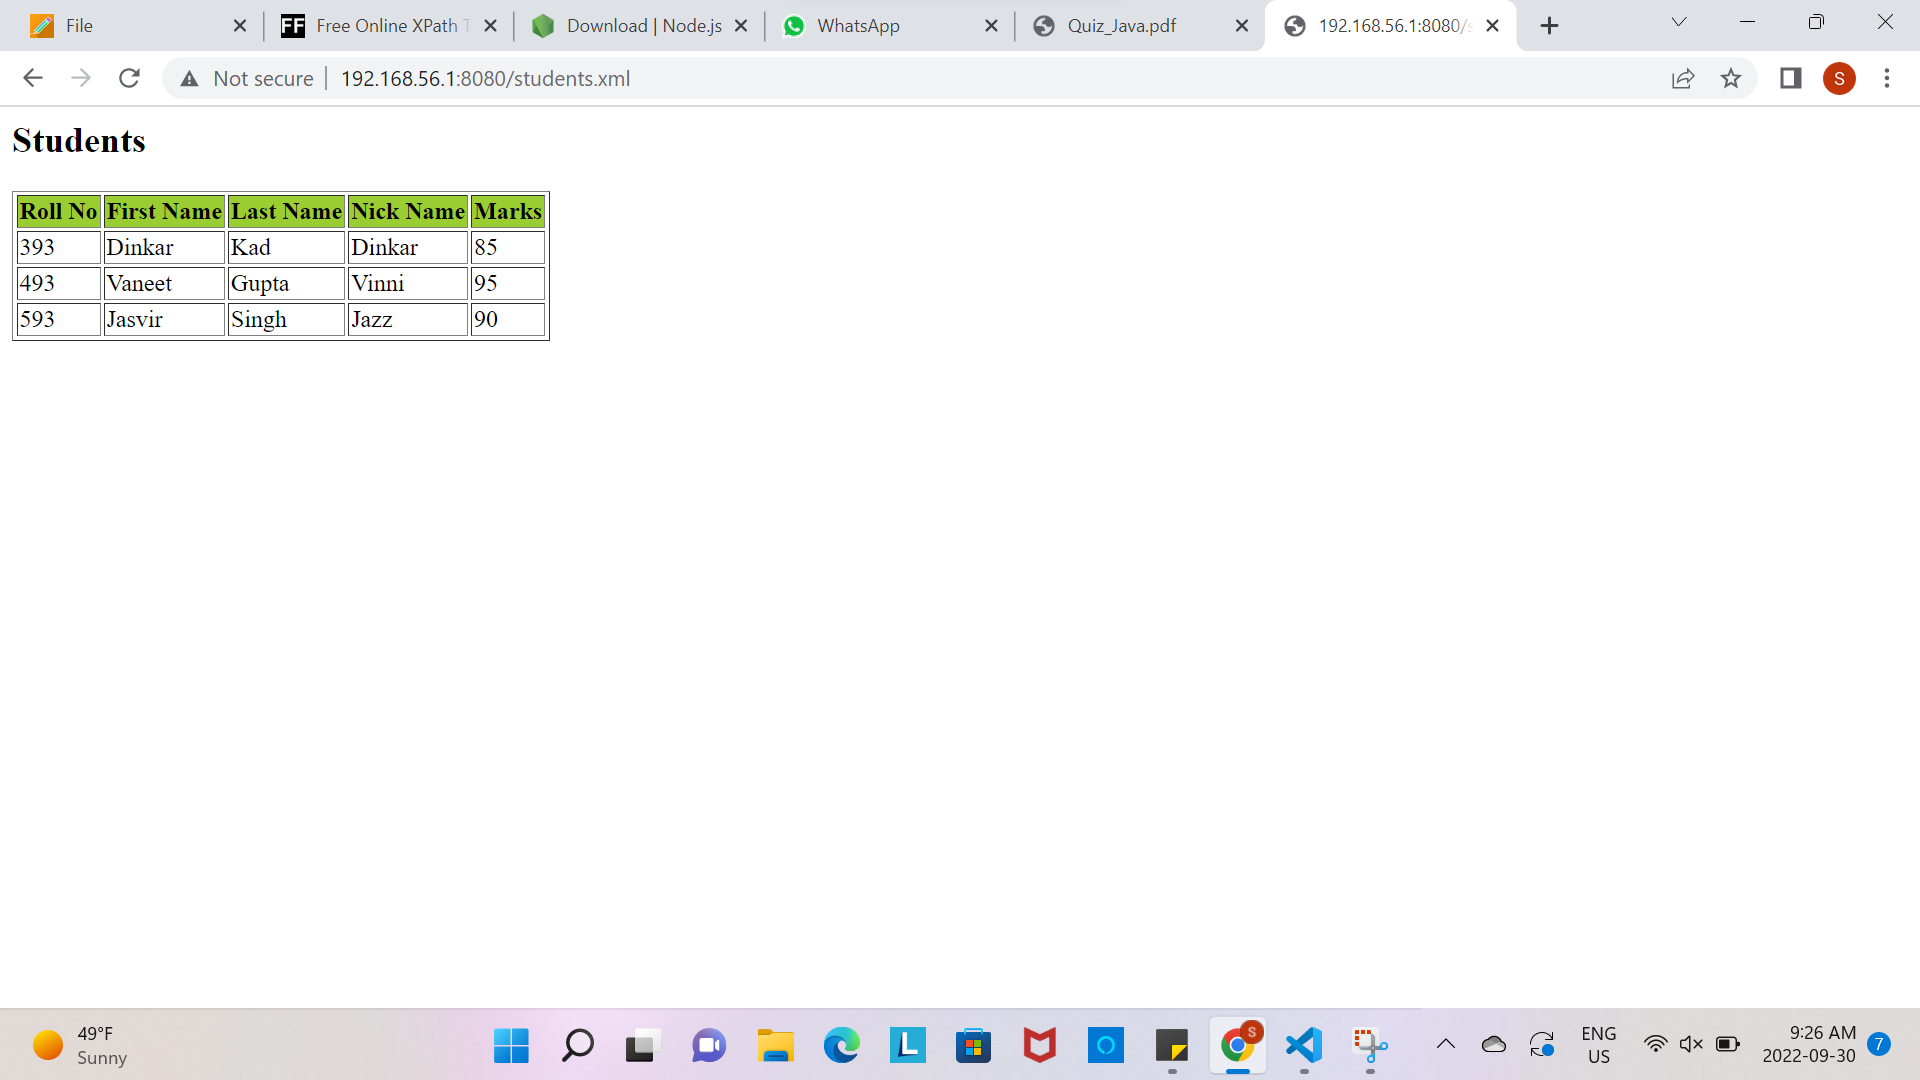 File
Free Online XPath T
Download | Node.js
WhatsApp
Quiz_Java.pdf
192.168.56.1:8080/s
Not secure
192.168.56.1:8080/students.xml
S
Students
Roll No First Name Last Name Nick Name Marks
393 Dinkar Kad Dinkar 85
493 Vaneet Gupta Vinni 95
593 Jasvir Singh Jazz 90
49°F
Sunny
ENG
US
9:26 AM
2022-09-30
7